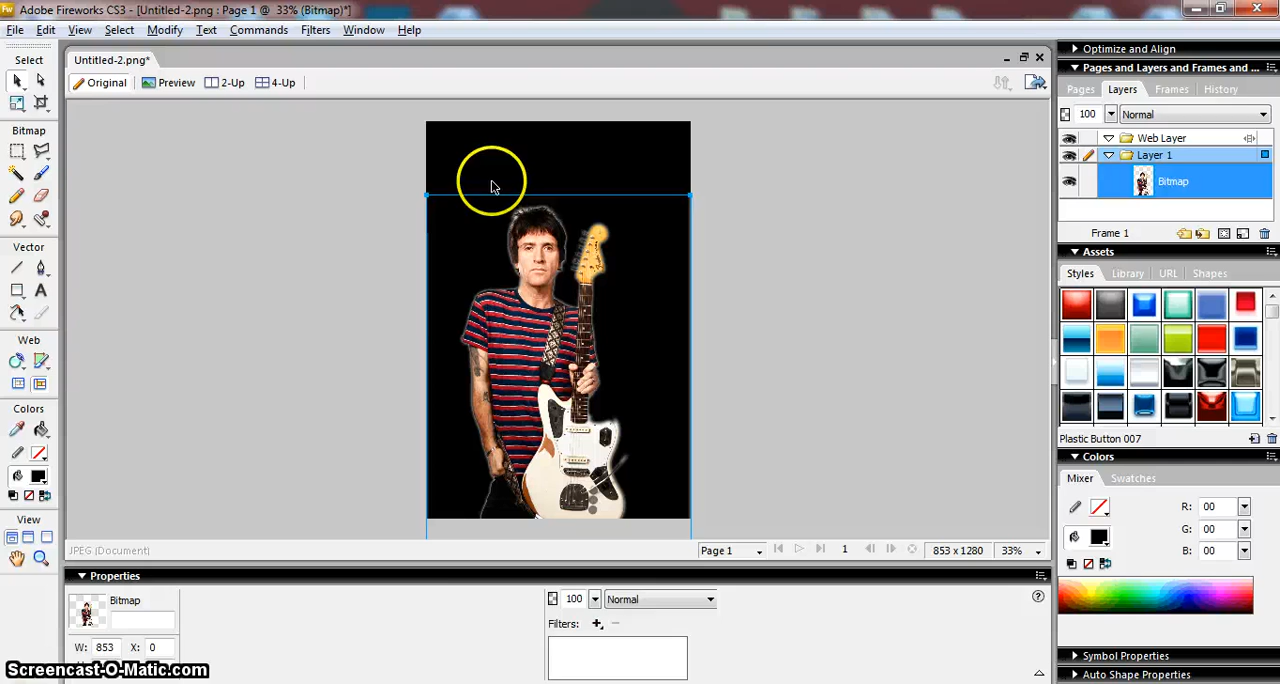 Fw Adobe Fireworks CS3 - [Untitled-2.png : Page 1 @ 33% (Bitmap)*]
File Edit View Select Modify Text Commands Filters Window Help
Select
Untitled-2.png*
Original Preview 2-Up 4-Up
Bitmap
Vector
Web
Colors
View
JPEG (Document)
Page 1 1 853 x 1280 33%
Properties
Bitmap
W: 853 X: 0
100 Normal
Filters:
Screencast-O-Matic.com
Optimize and Align
Pages and Layers and Frames and ...
Pages Layers Frames History
100 Normal
Web Layer
Layer 1
Bitmap
Frame 1
Assets
Styles Library URL Shapes
Plastic Button 007
Colors
Mixer Swatches
R: 00
G: 00
B: 00
Symbol Properties
Auto Shape Properties